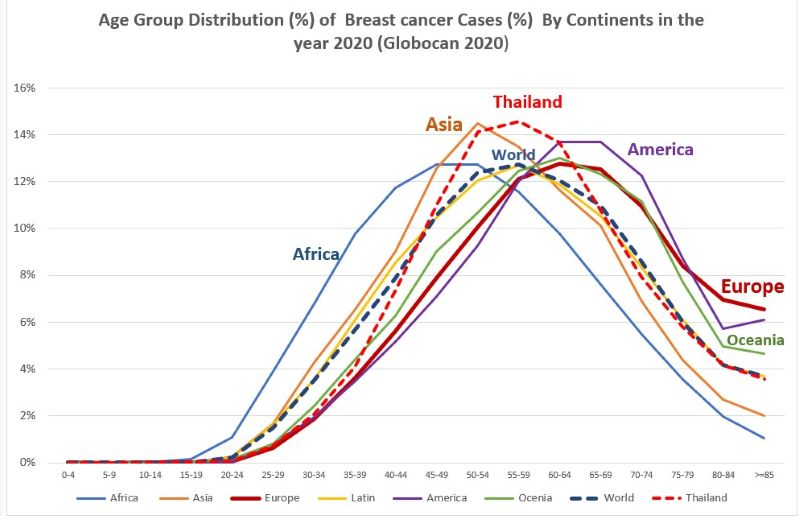 Age Group Distribution (%) of Breast cancer Cases (%) By Continents in the
year 2020 (Globocan 2020)
16%
Thailand
14%
Asia
World
America
12%
10%
Africa
8%
Europe
6%
Oceania
4%
2%
0%
0-4 5-9 10-14 15-19 20-24 25-29 30-34 35-39 40-44 45-49 50-54 55-59 60-64 65-69 70-74 75-79 80-84 >=85
Africa Asia Europe Latin America Ocenia World Thailand